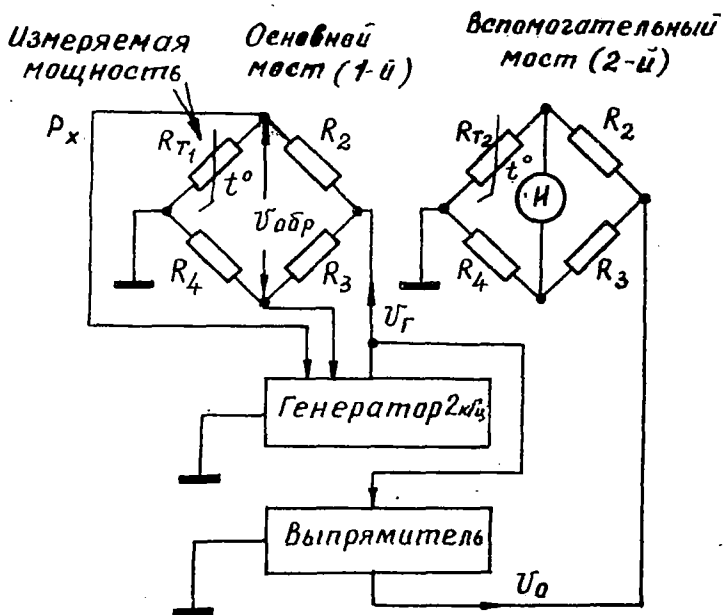 Измеряемая
мощность
Основной
мост (1-й)
Вспомогательный
мост (2-й)
Pх
RТ1
t°
R2
Uобр
R4
R3
RТ2
t°
R2
И
R4
R3
UГ
Генератор 2кГц
Выпрямитель
U0